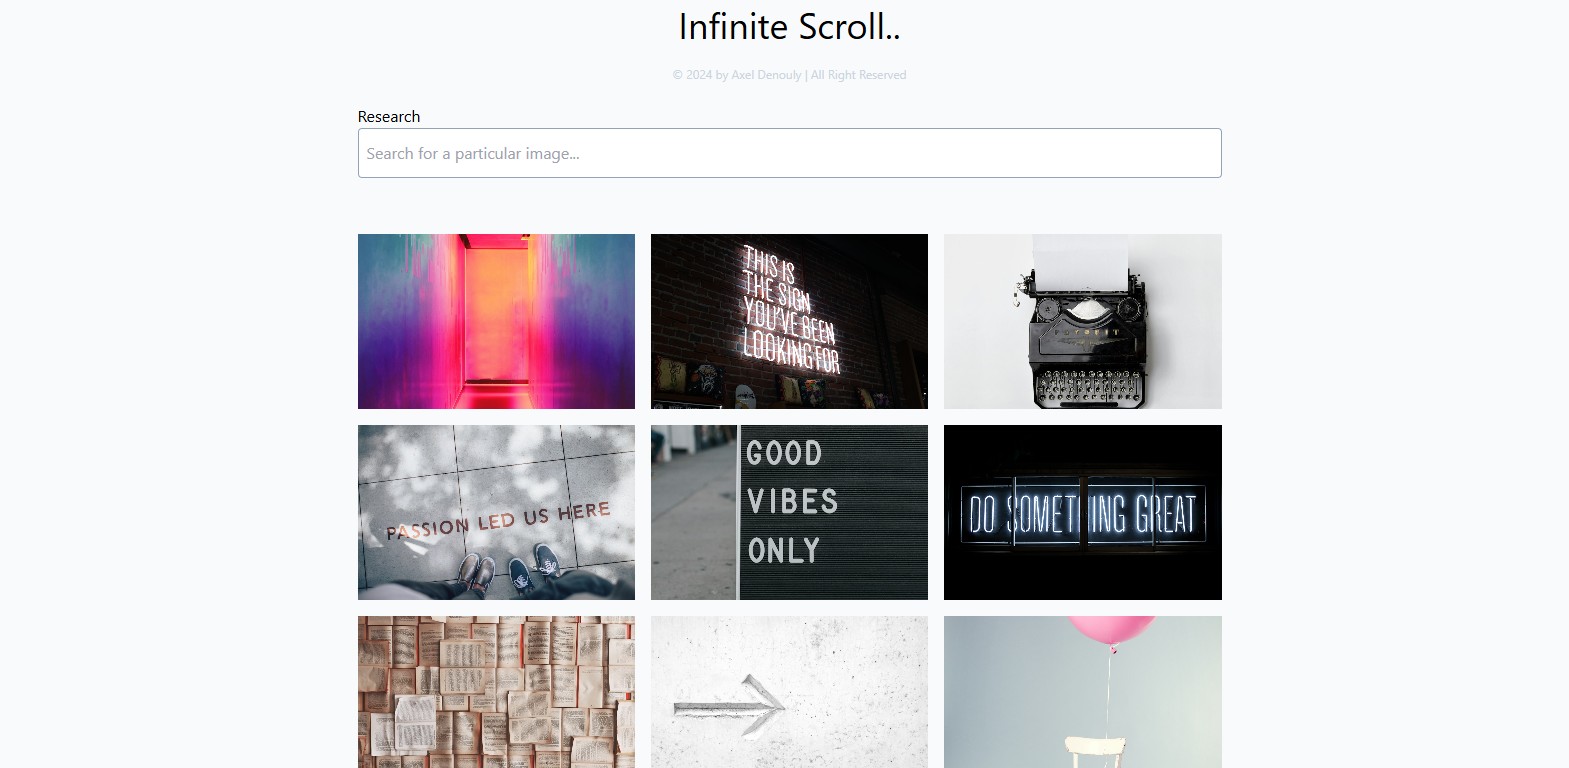 Infinite Scroll..
© 2024 by Axel Denouly | All Right Reserved
Research
Search for a particular image...
THIS IS
THE SIGN
YOU'VE BEEN
LOOKING FOR
PASSION LED US HERE
GOOD
VIBES
ONLY
DO SOMETHING GREAT